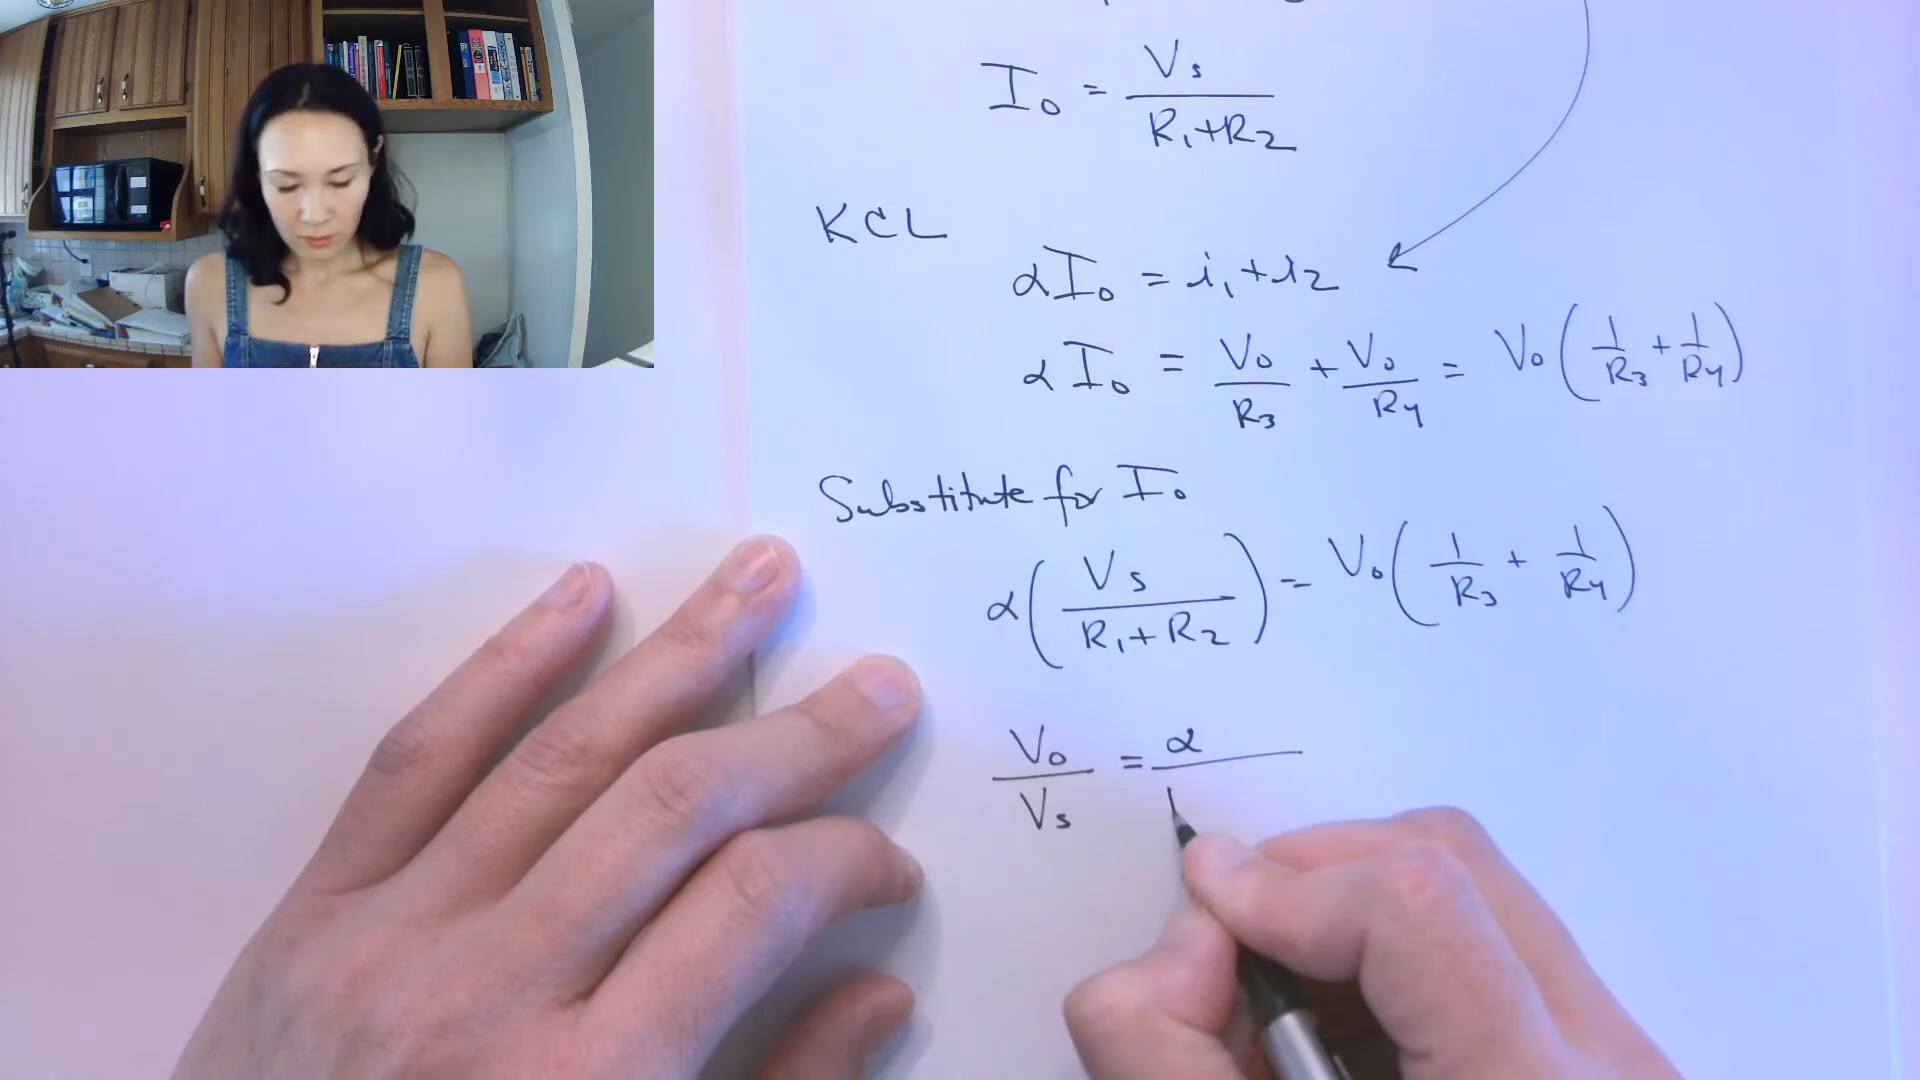 I₀ = Vs / (R₁+R₂)
KCL
αI₀ = i₁+i₂
αI₀ = V₀/R₃ + V₀/R₄ = V₀(1/R₃ + 1/R₄)
Substitute for I₀
α(Vs / (R₁+R₂)) = V₀(1/R₃ + 1/R₄)
V₀/Vs = α/